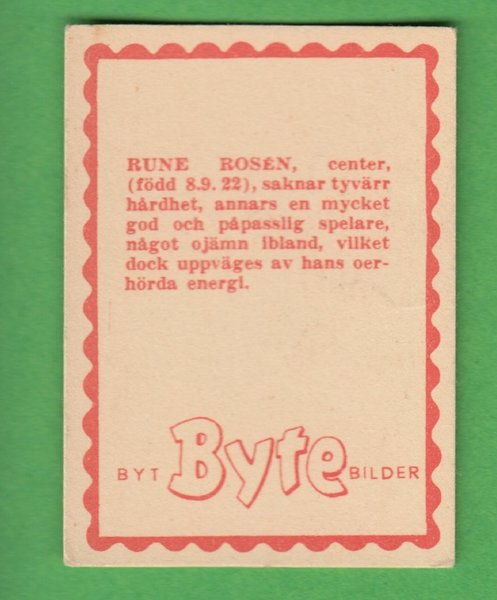 RUNE ROSÉN, center,
(född 8.9.22), saknar tyvärr
hårdhet, annars en mycket
god och påpasslig spelare,
något ojämn ibland, vilket
dock uppväges av hans oer-
hörda energi.
BYT Byte BILDER